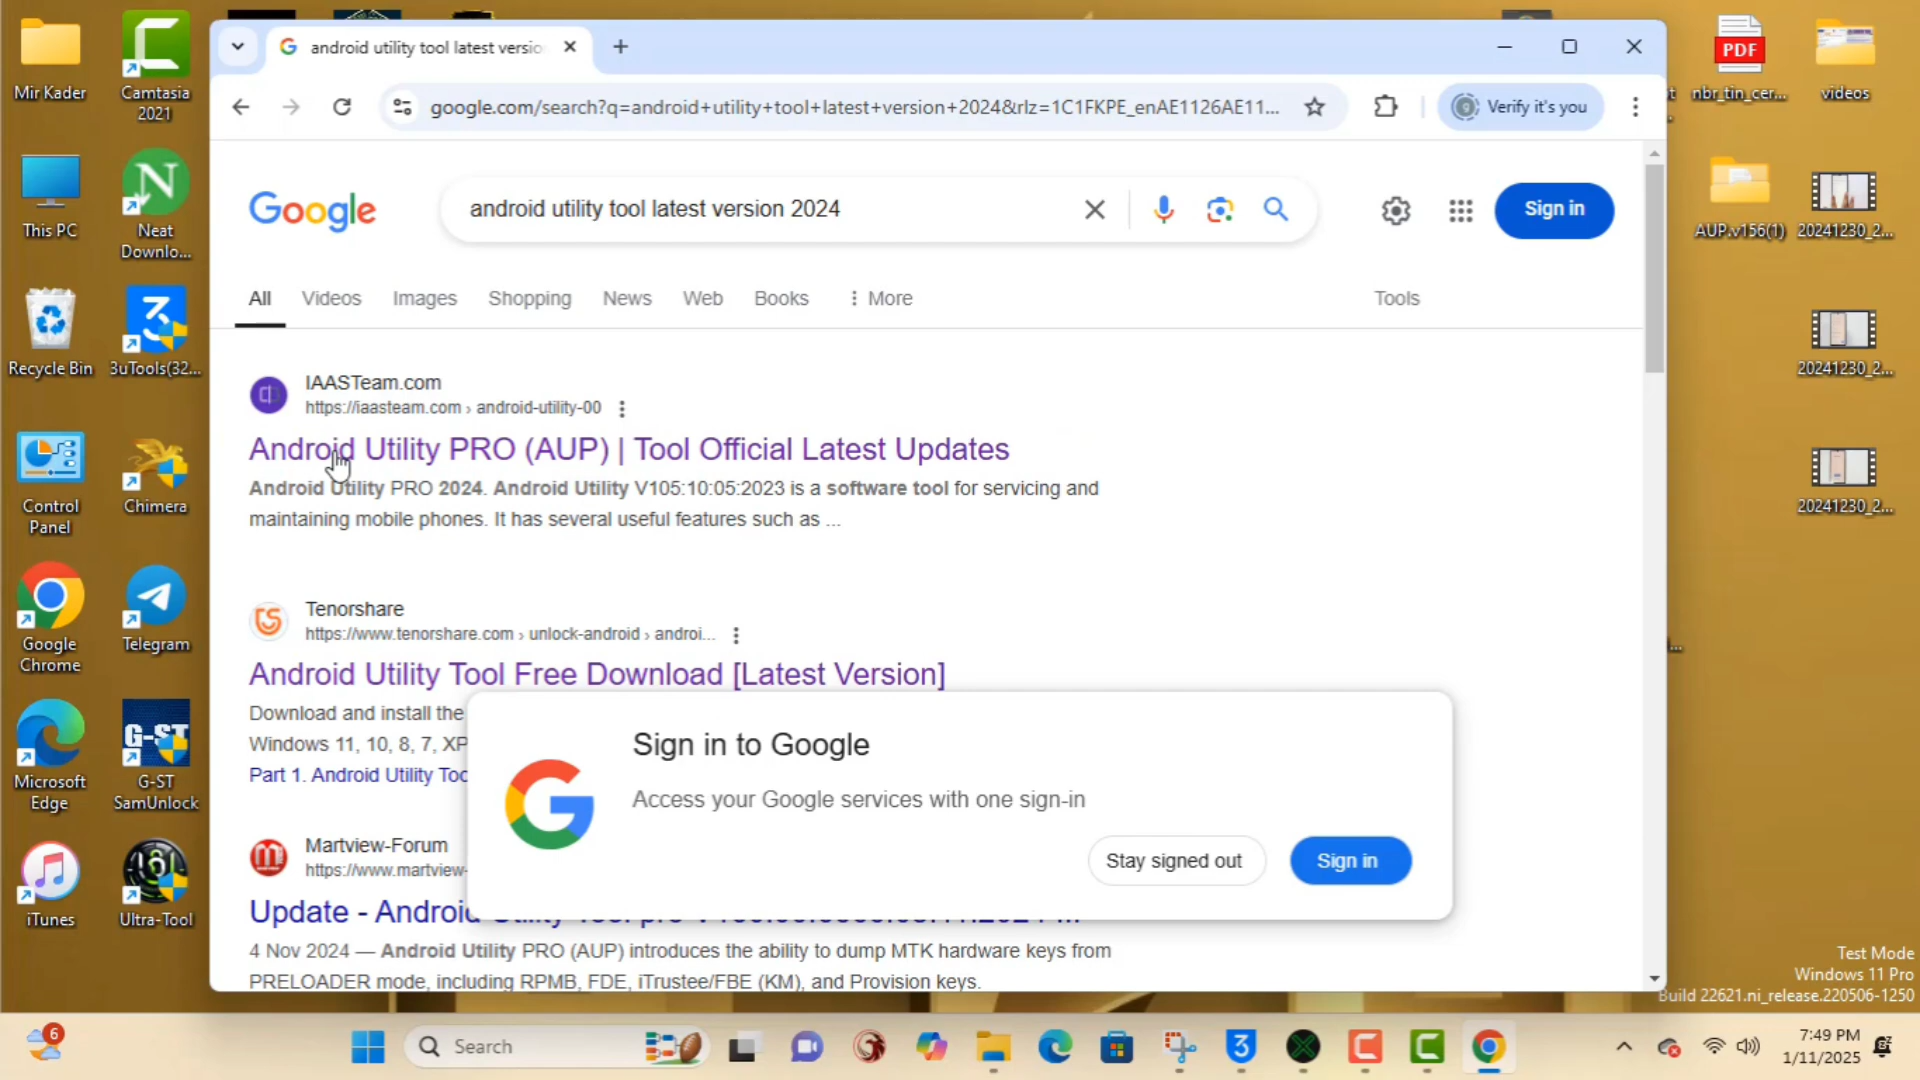 Mir Kader
Camtasia
2021
This PC
Neat
Downlo...
Recycle Bin
3uTools(32...
Control
Panel
Chimera
Google
Chrome
Telegram
Microsoft
Edge
G-ST
G-ST
SamUnlock
iTunes
Ultra-Tool
android utility tool latest versio
google.com/search?q=android+utility+tool+latest+version+2024&rlz=1C1FKPE_enAE1126AE11...
Verify it's you
Google
android utility tool latest version 2024
Sign in
All
Videos
Images
Shopping
News
Web
Books
More
Tools
IAASTeam.com
https://iaasteam.com › android-utility-00
Android Utility PRO (AUP) | Tool Official Latest Updates
Android Utility PRO 2024. Android Utility V105:10:05:2023 is a software tool for servicing and
maintaining mobile phones. It has several useful features such as ...
Tenorshare
https://www.tenorshare.com › unlock-android › androi...
Android Utility Tool Free Download [Latest Version]
Download and install the
Windows 11, 10, 8, 7, XP
Part 1. Android Utility Too
Sign in to Google
Access your Google services with one sign-in
Stay signed out
Sign in
Martview-Forum
https://www.martview-
Update - Android
4 Nov 2024 — Android Utility PRO (AUP) introduces the ability to dump MTK hardware keys from
PRELOADER mode, including RPMB, FDE, iTrustee/FBE (KM), and Provision keys.
PDF
nbr_tin_cer...
videos
AUP.v156(1)
20241230_2...
20241230_2...
20241230_2...
Test Mode
Windows 11 Pro
Build 22621.ni_release.220506-1250
6
Search
7:49 PM
1/11/2025